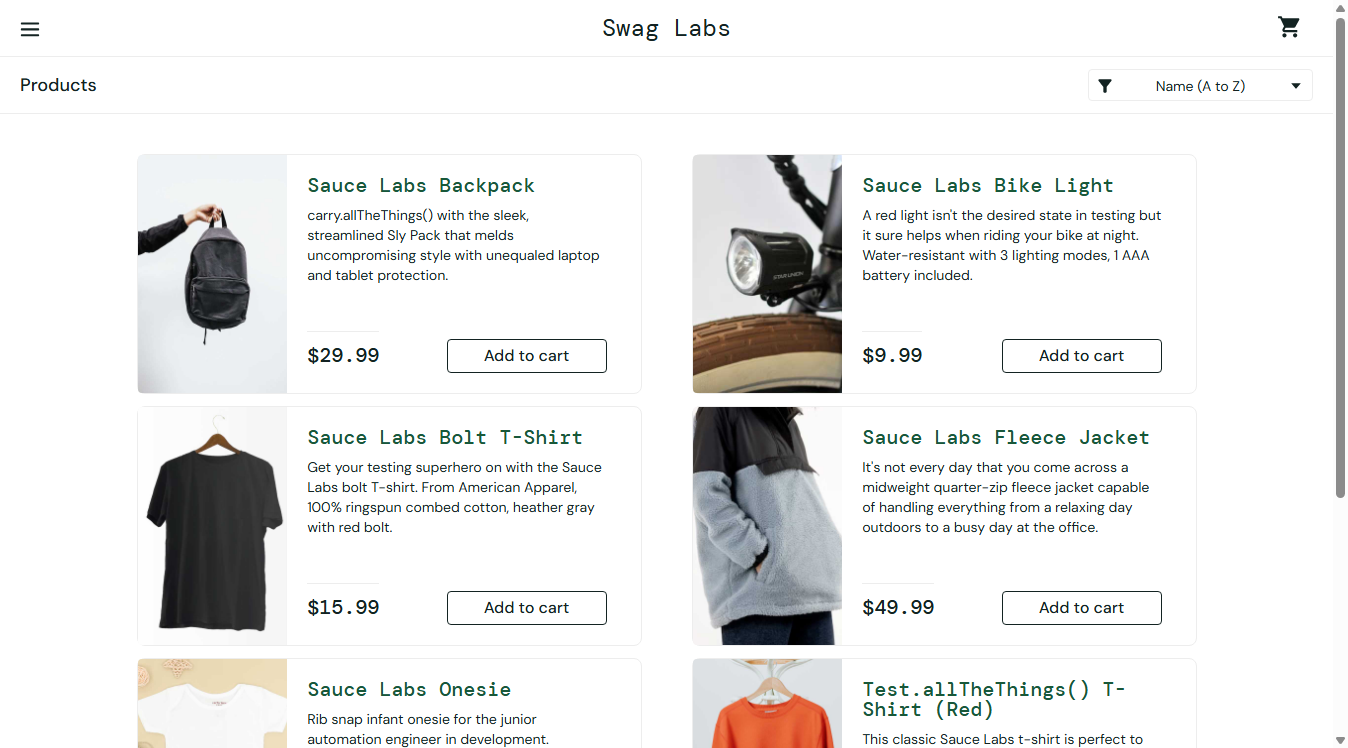 Swag Labs
Products
Name (A to Z)
Sauce Labs Backpack
carry.allTheThings() with the sleek,
streamlined Sly Pack that melds
uncompromising style with unequaled laptop
and tablet protection.
$29.99
Add to cart
Sauce Labs Bike Light
A red light isn't the desired state in testing but
it sure helps when riding your bike at night.
Water-resistant with 3 lighting modes, 1 AAA
battery included.
STAR UNION
$9.99
Add to cart
Sauce Labs Bolt T-Shirt
Get your testing superhero on with the Sauce
Labs bolt T-shirt. From American Apparel,
100% ringspun combed cotton, heather gray
with red bolt.
$15.99
Add to cart
Sauce Labs Fleece Jacket
It's not every day that you come across a
midweight quarter-zip fleece jacket capable
of handling everything from a relaxing day
outdoors to a busy day at the office.
$49.99
Add to cart
Sauce Labs Onesie
Rib snap infant onesie for the junior
automation engineer in development.
Test.allTheThings() T-
Shirt (Red)
This classic Sauce Labs t-shirt is perfect to